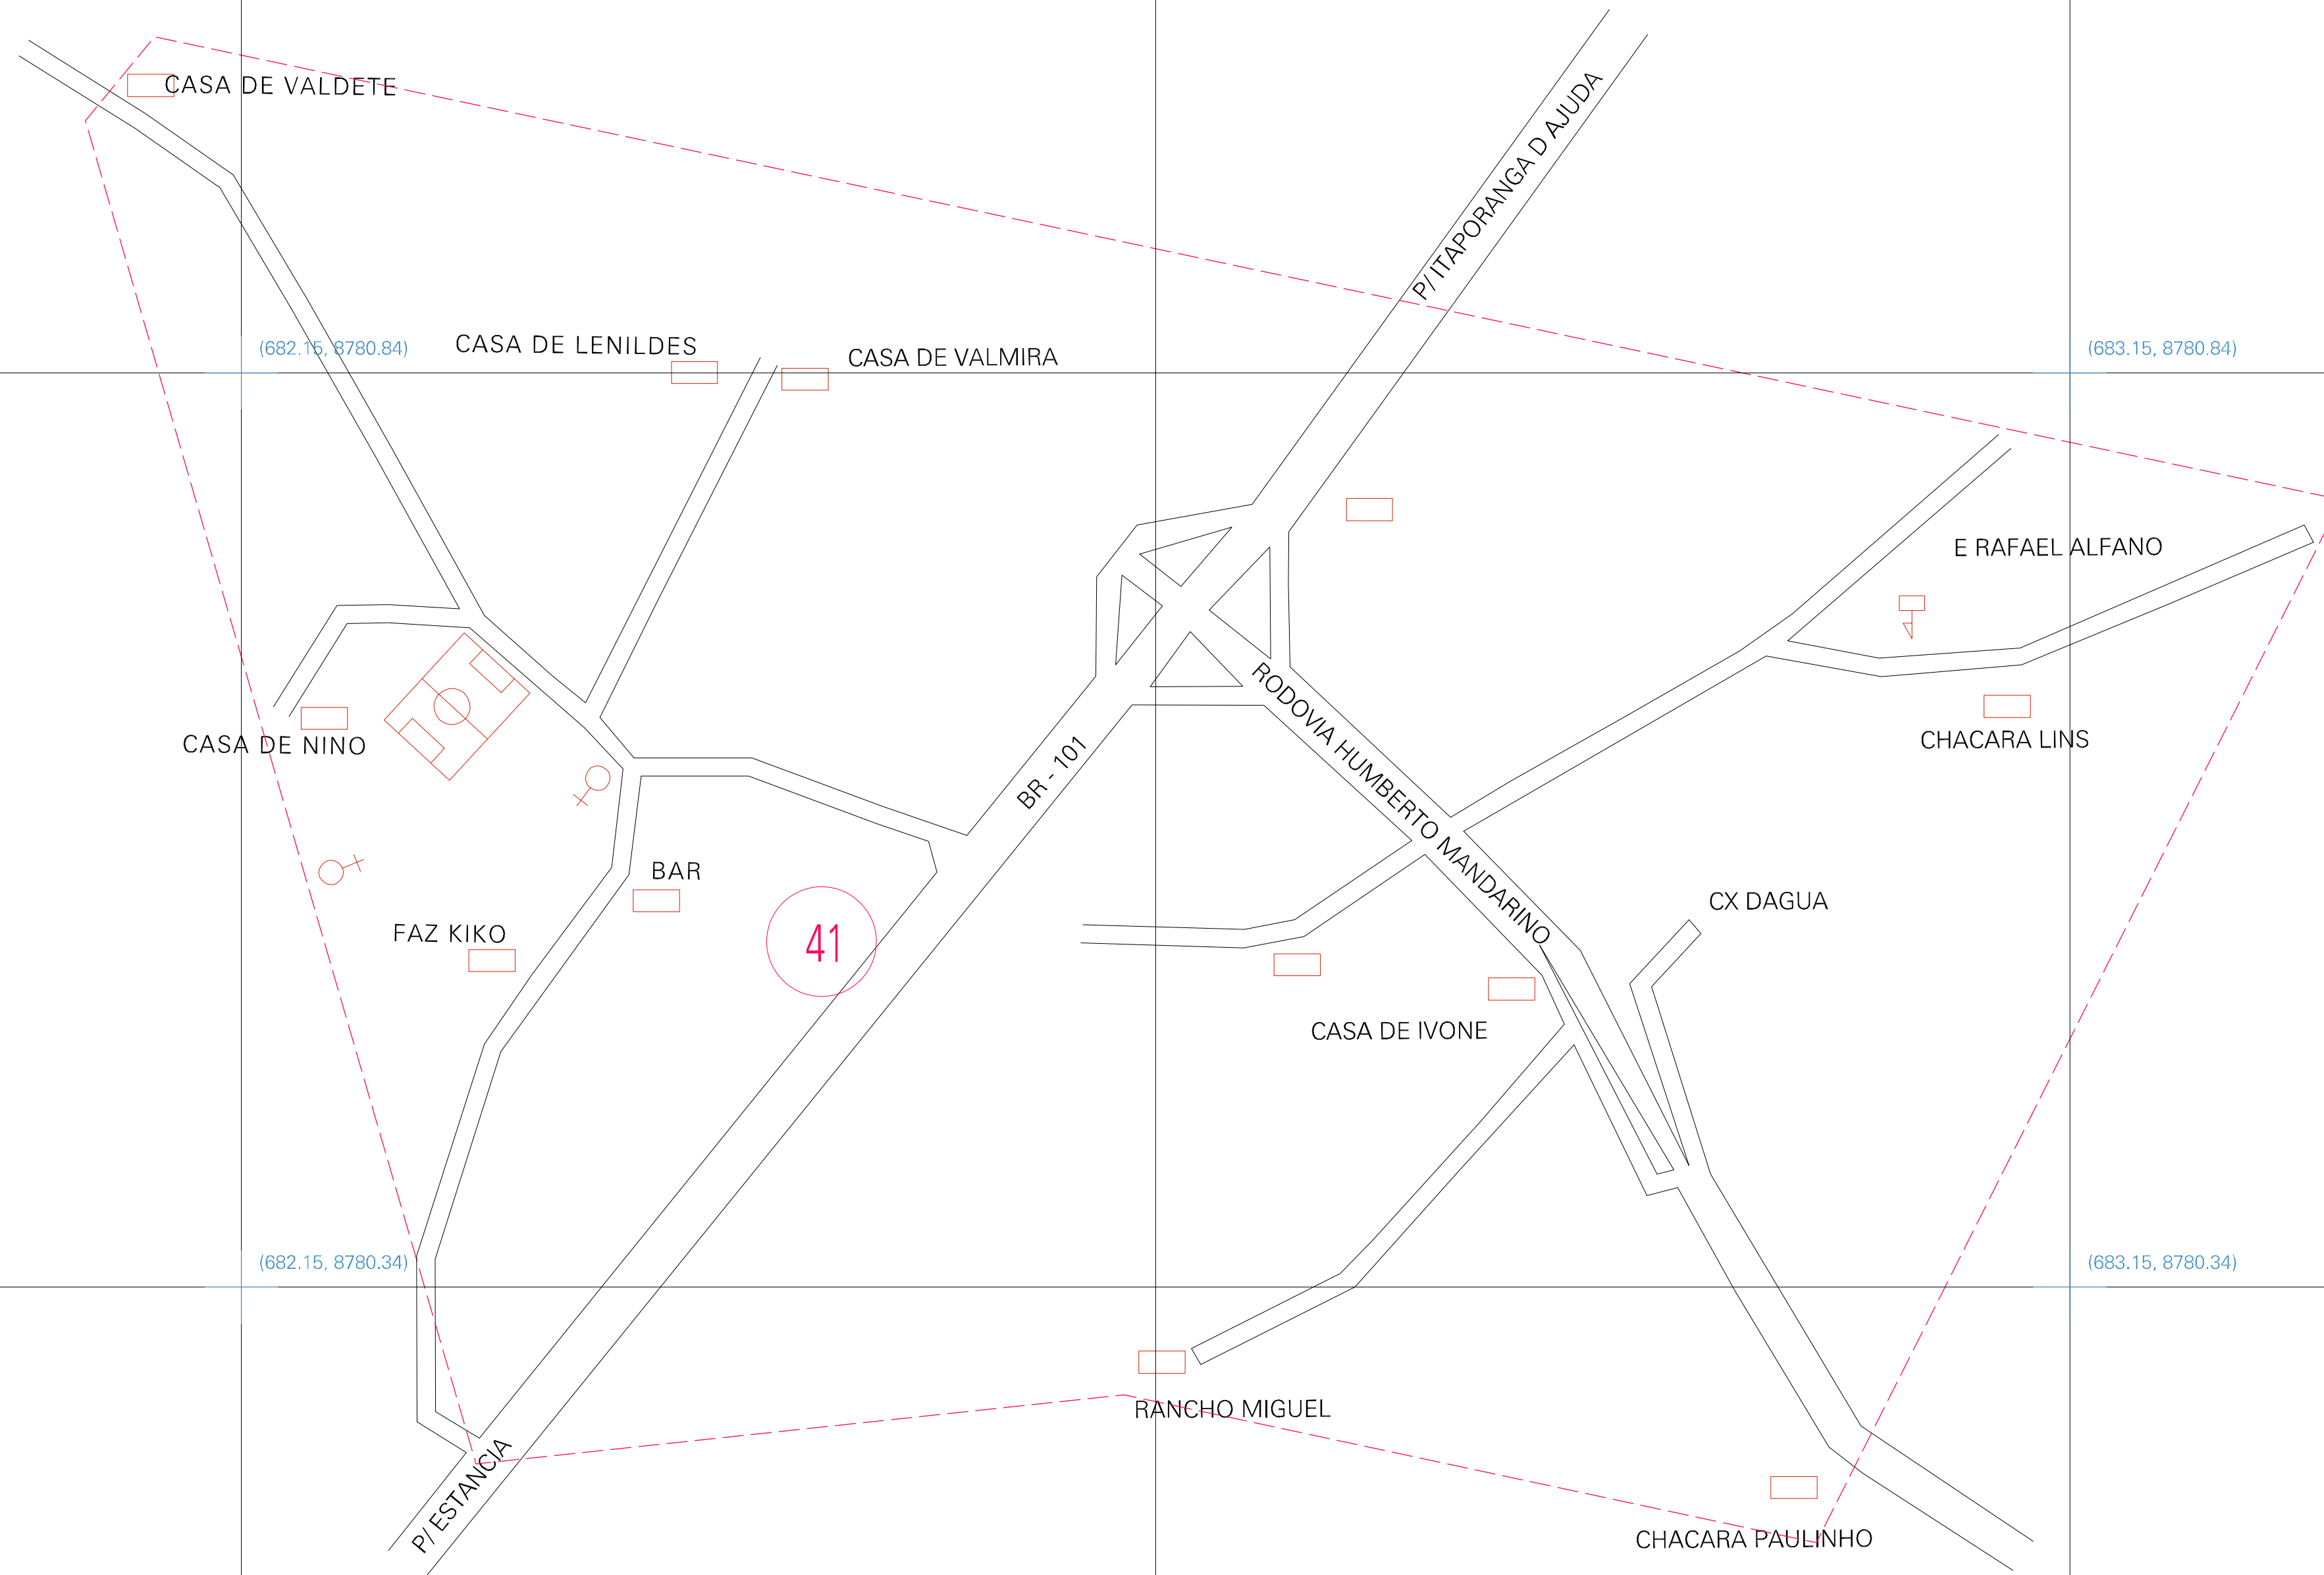 CASA DE VALDETE
P/ ITAPORANGA D AJUDA
(682.15, 8780.84)
CASA DE LENILDES
CASA DE VALMIRA
(683.15, 8780.84)
E RAFAEL ALFANO
CASA DE NINO
BR - 101
RODOVIA HUMBERTO MANDARINO
CHACARA LINS
BAR
CX DAGUA
FAZ KIKO
41
CASA DE IVONE
(682.15, 8780.34)
(683.15, 8780.34)
RANCHO MIGUEL
P/ ESTANCIA
CHACARA PAULINHO